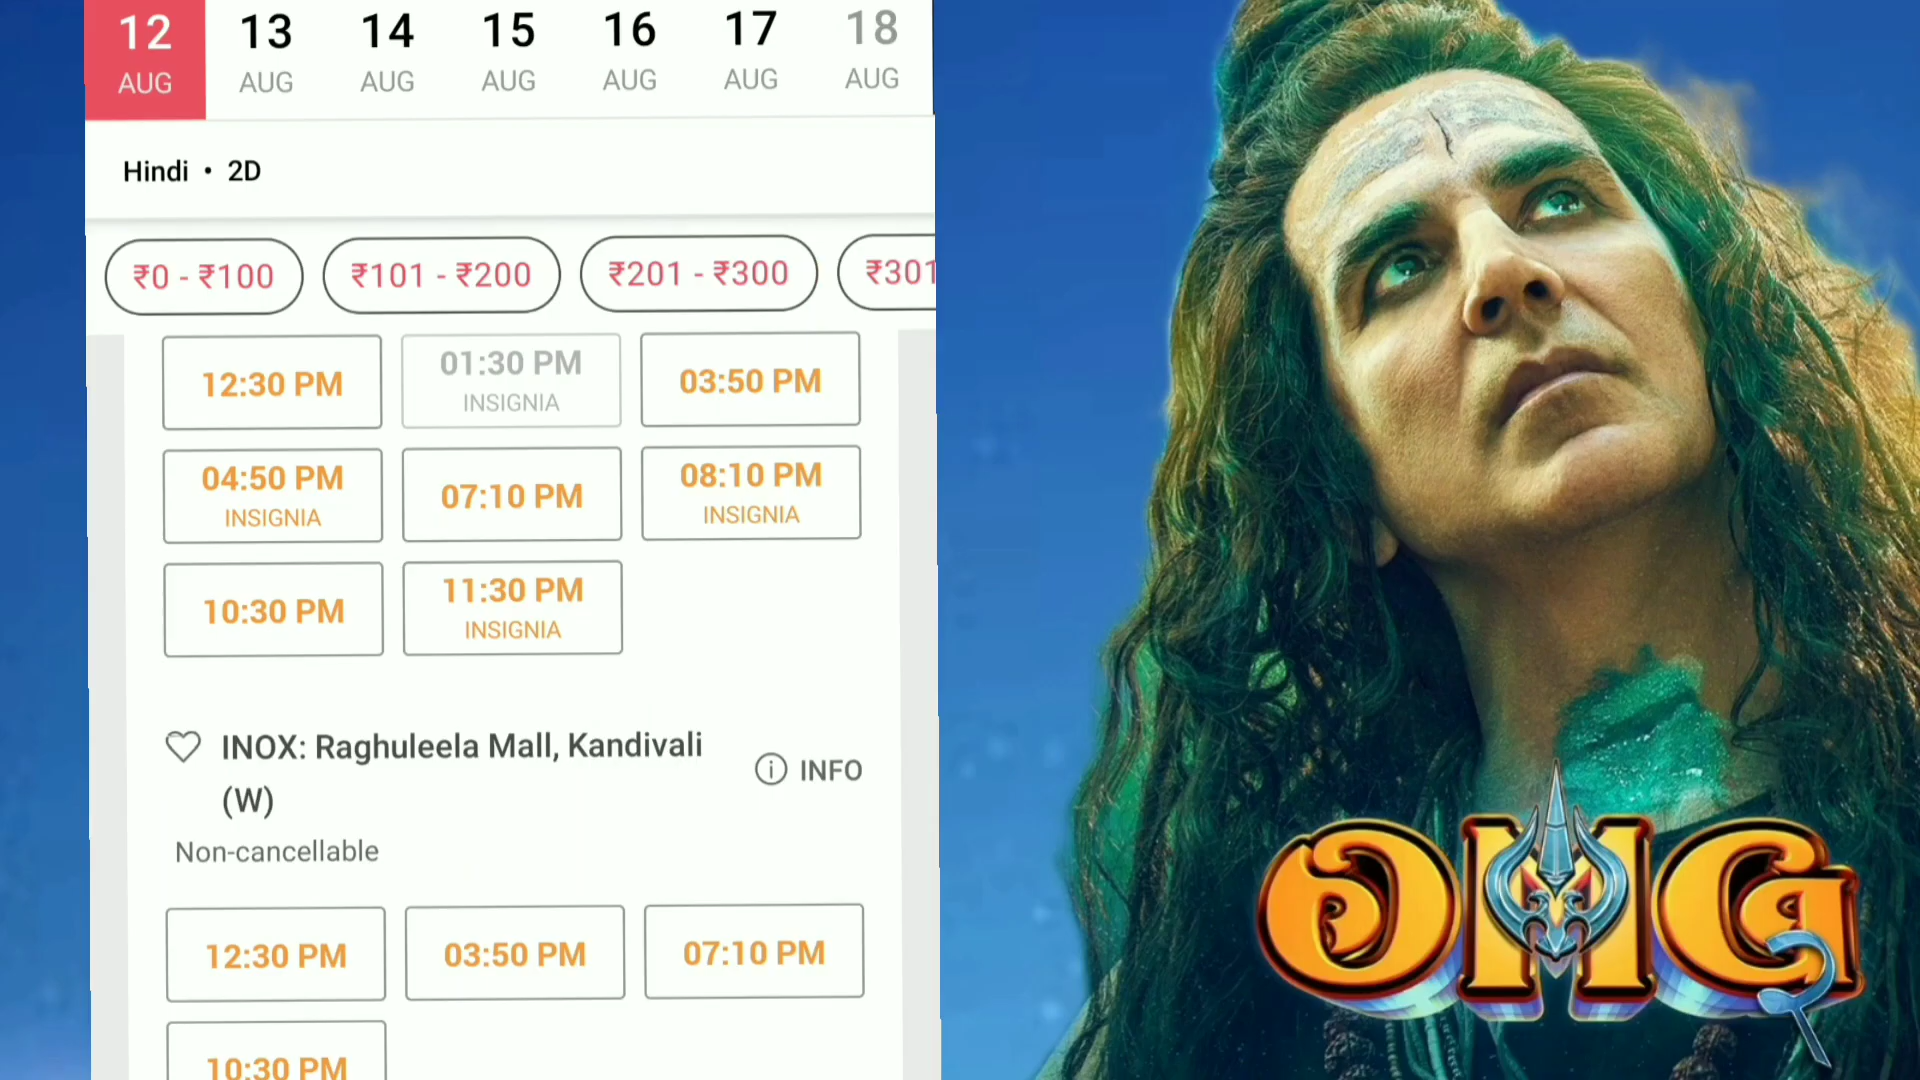 12 13 14 15 16 17 18
AUG AUG AUG AUG AUG AUG AUG
Hindi • 2D
₹0 - ₹100 ₹101 - ₹200 ₹201 - ₹300 ₹301
12:30 PM 01:30 PM 03:50 PM
INSIGNIA
04:50 PM 07:10 PM 08:10 PM
INSIGNIA INSIGNIA
10:30 PM 11:30 PM
INSIGNIA
INOX: Raghuleela Mall, Kandivali
(W)
INFO
Non-cancellable
12:30 PM 03:50 PM 07:10 PM
10:30 PM
OMG २